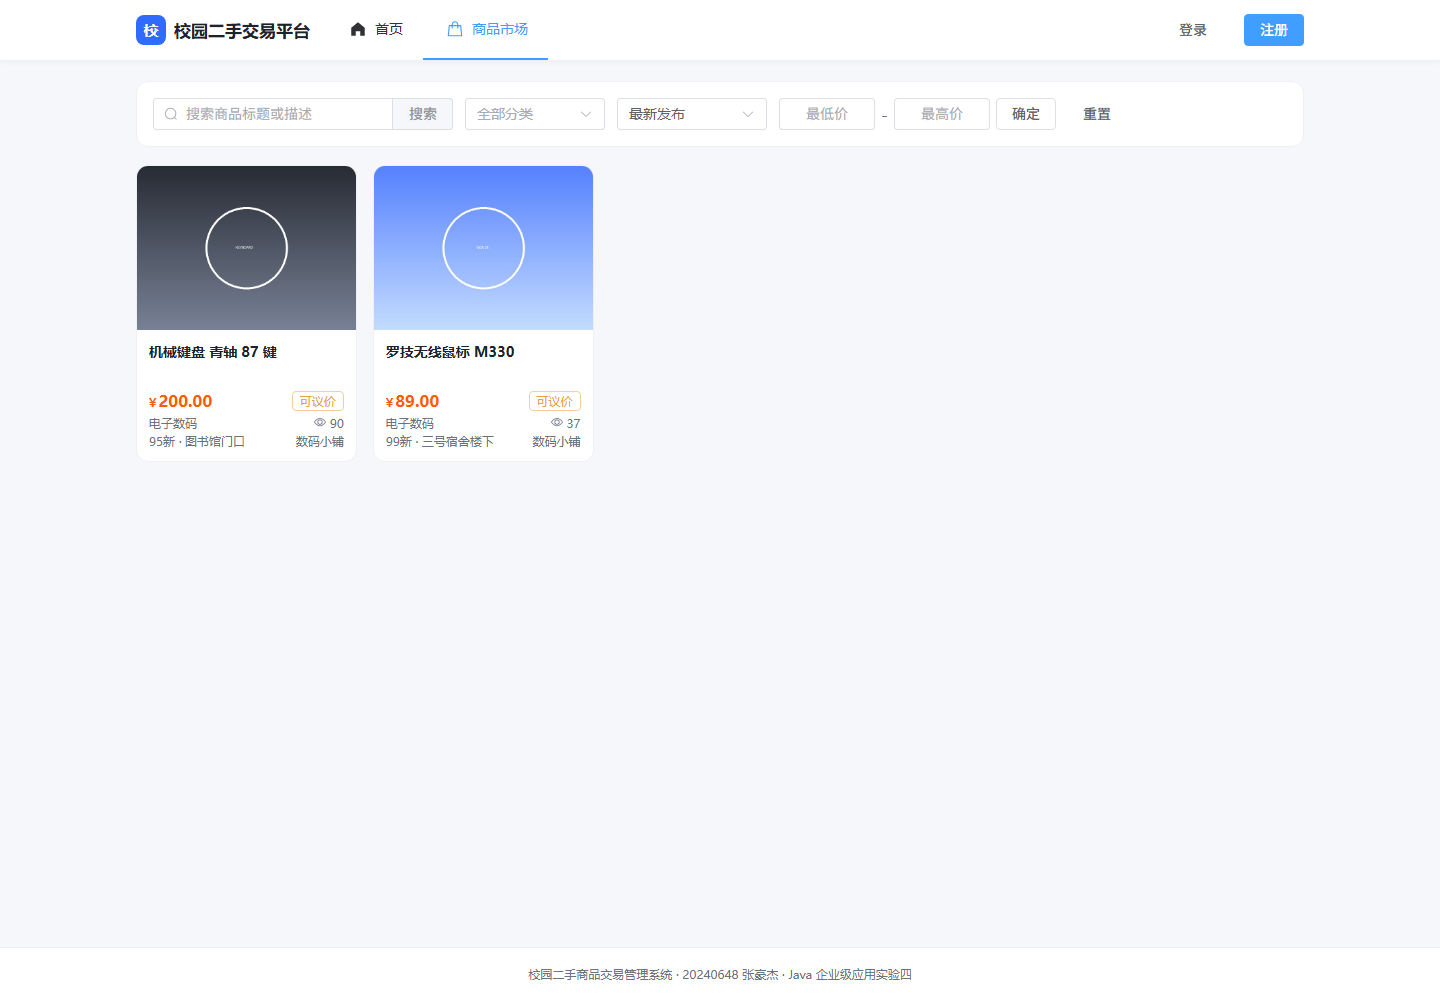 校 校园二手交易平台 首页 商品市场 登录 注册
搜索商品标题或描述 搜索 全部分类 最新发布 最低价 - 最高价 确定 重置
机械键盘 青轴 87 键
¥200.00 可议价
电子数码 90
95新 · 图书馆门口 数码小铺
罗技无线鼠标 M330
¥89.00 可议价
电子数码 37
99新 · 三号宿舍楼下 数码小铺
校园二手商品交易管理系统 · 20240648 张豪杰 · Java 企业级应用实验四